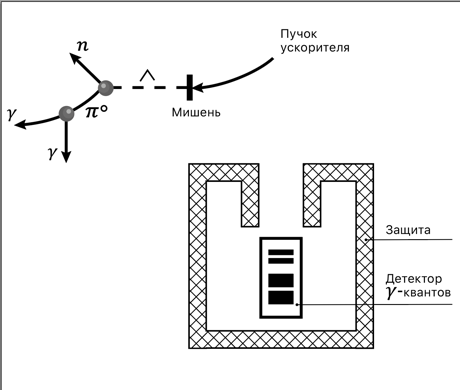 Пучок
ускорителя
n
Λ
Мишень
π°
γ
γ
Защита
Детектор
γ-квантов